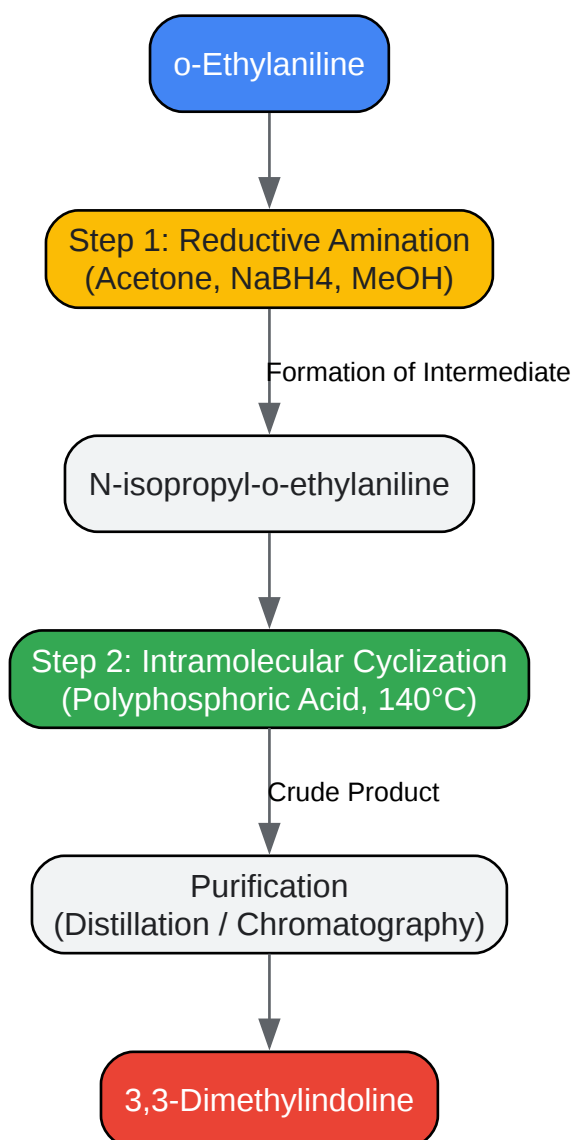 o-Ethylaniline
Step 1: Reductive Amination
(Acetone, NaBH4, MeOH)
Formation of Intermediate
N-isopropyl-o-ethylaniline
Step 2: Intramolecular Cyclization
(Polyphosphoric Acid, 140°C)
Crude Product
Purification
(Distillation / Chromatography)
3,3-Dimethylindoline